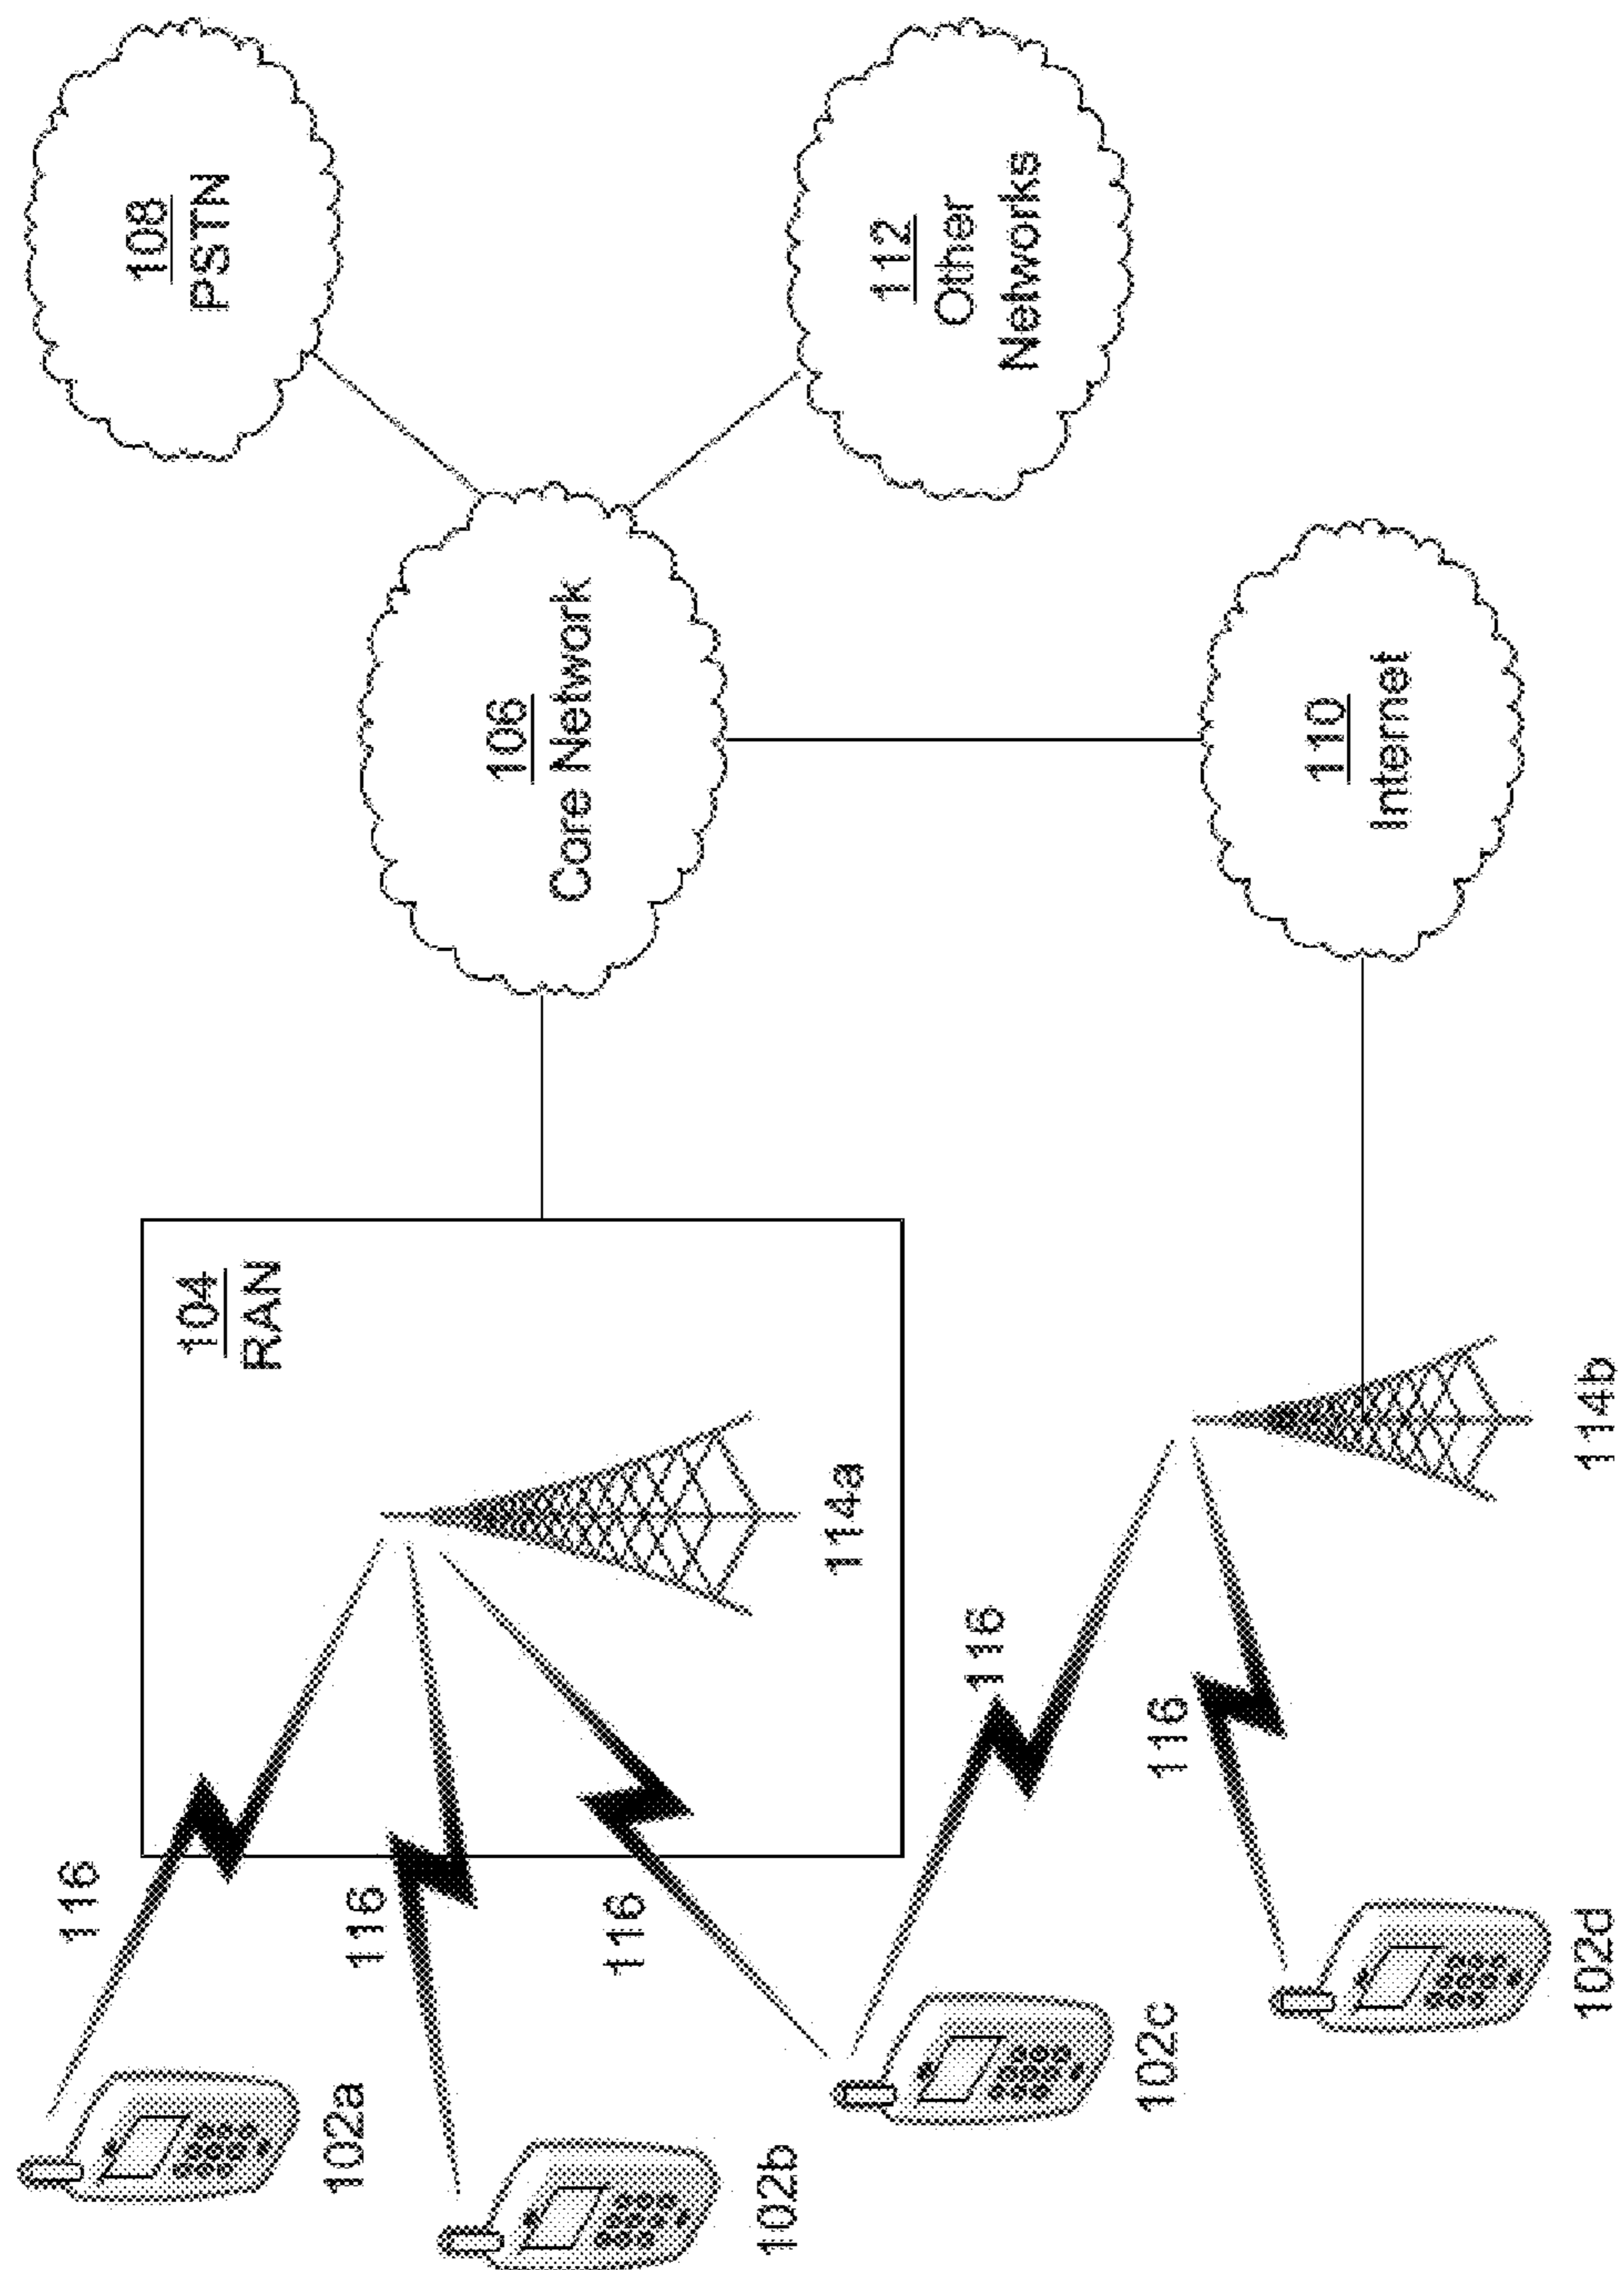 108
PSTN
106
Core Network
112
Other
Networks
104
RAN
116
102a
114a
116
102b
116
110
Internet
116
102c
116
114b
102d